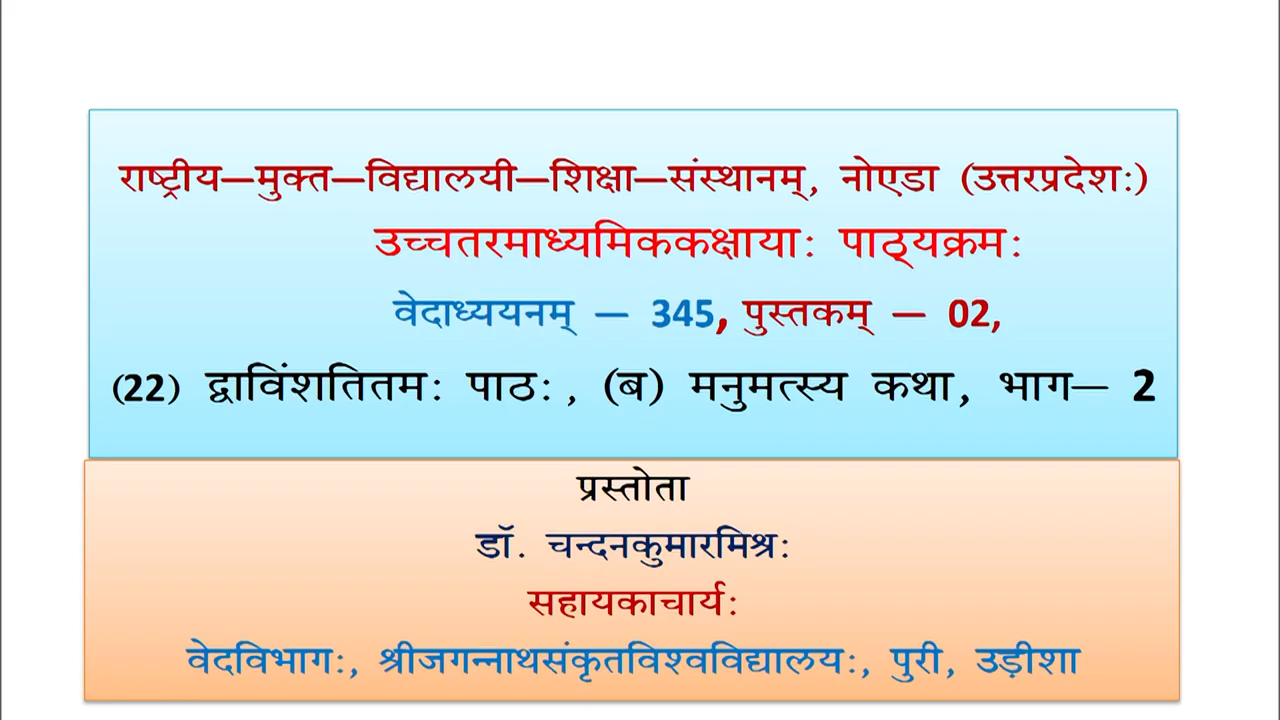 राष्ट्रीय—मुक्त—विद्यालयी—शिक्षा—संस्थानम्, नोएडा (उत्तरप्रदेशः)
उच्चतरमाध्यमिककक्षायाः पाठ्यक्रमः
वेदाध्ययनम् — 345, पुस्तकम् — 02,
(22) द्वाविंशतितमः पाठः, (ब) मनुमत्स्य कथा, भाग— 2
प्रस्तोता
डॉ. चन्दनकुमारमिश्रः
सहायकाचार्यः
वेदविभागः, श्रीजगन्नाथसंकृतविश्वविद्यालयः, पुरी, उड़ीशा